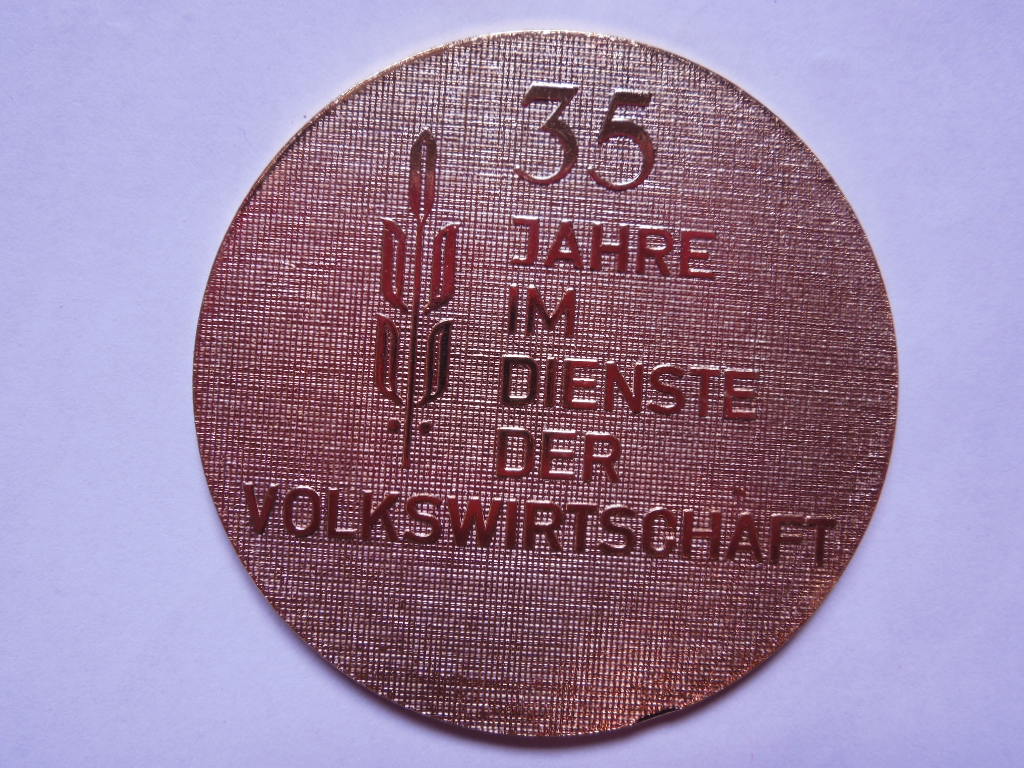 35
JAHRE
IM
DIENSTE
DER
VOLKSWIRTSCHAFT